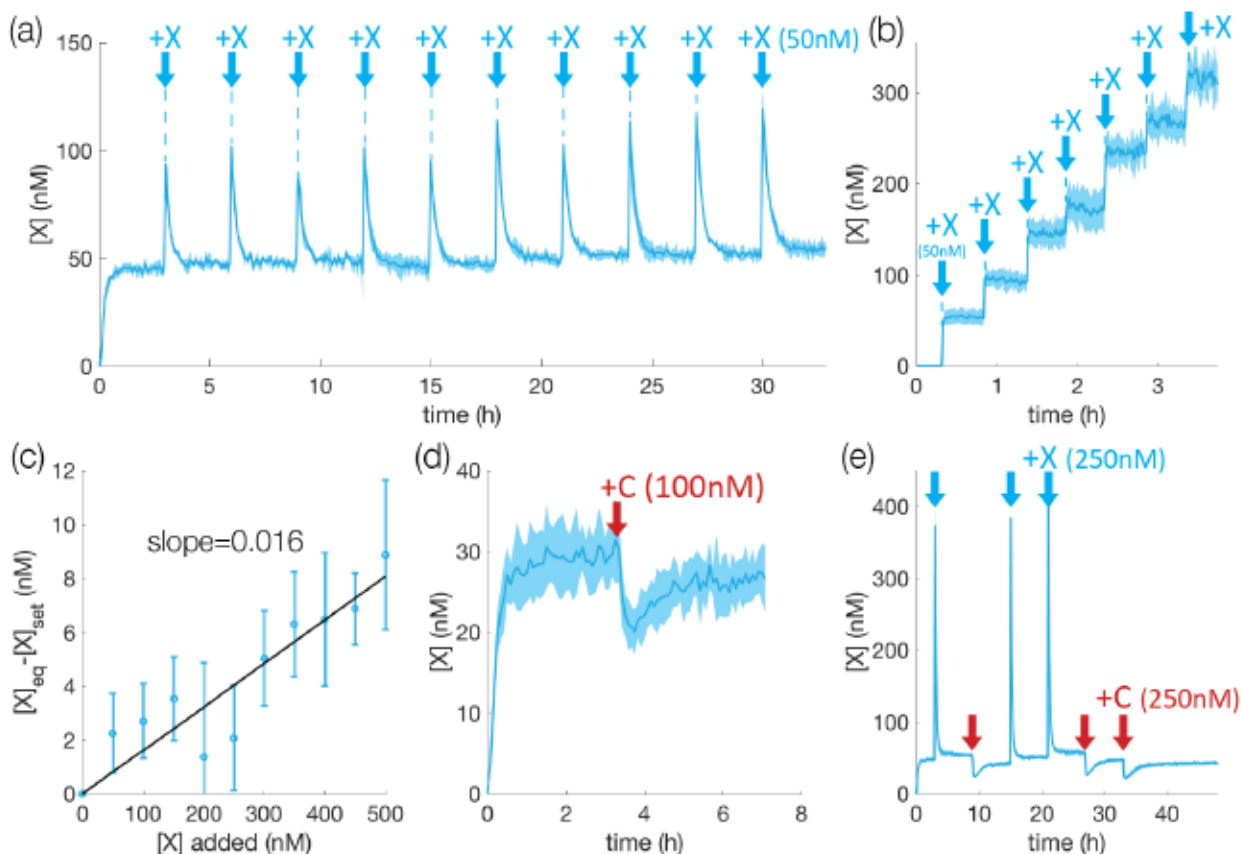 (a)
+X +X +X +X +X +X +X +X +X +X (50nM)
150
100
50
0
[X] (nM)
0 5 10 15 20 25 30
time (h)
(b)
+X
+X
+X
+X
+X
+X
+X
(50nM)
300
200
100
0
[X] (nM)
0 1 2 3
time (h)
(c)
12
10
8
6
4
2
0
[X]eq-[X]set (nM)
slope=0.016
0 100 200 300 400 500
[X] added (nM)
(d)
+C (100nM)
40
30
20
10
0
[X] (nM)
0 2 4 6 8
time (h)
(e)
+X (250nM)
400
300
200
100
0
[X] (nM)
+C (250nM)
0 10 20 30 40
time (h)